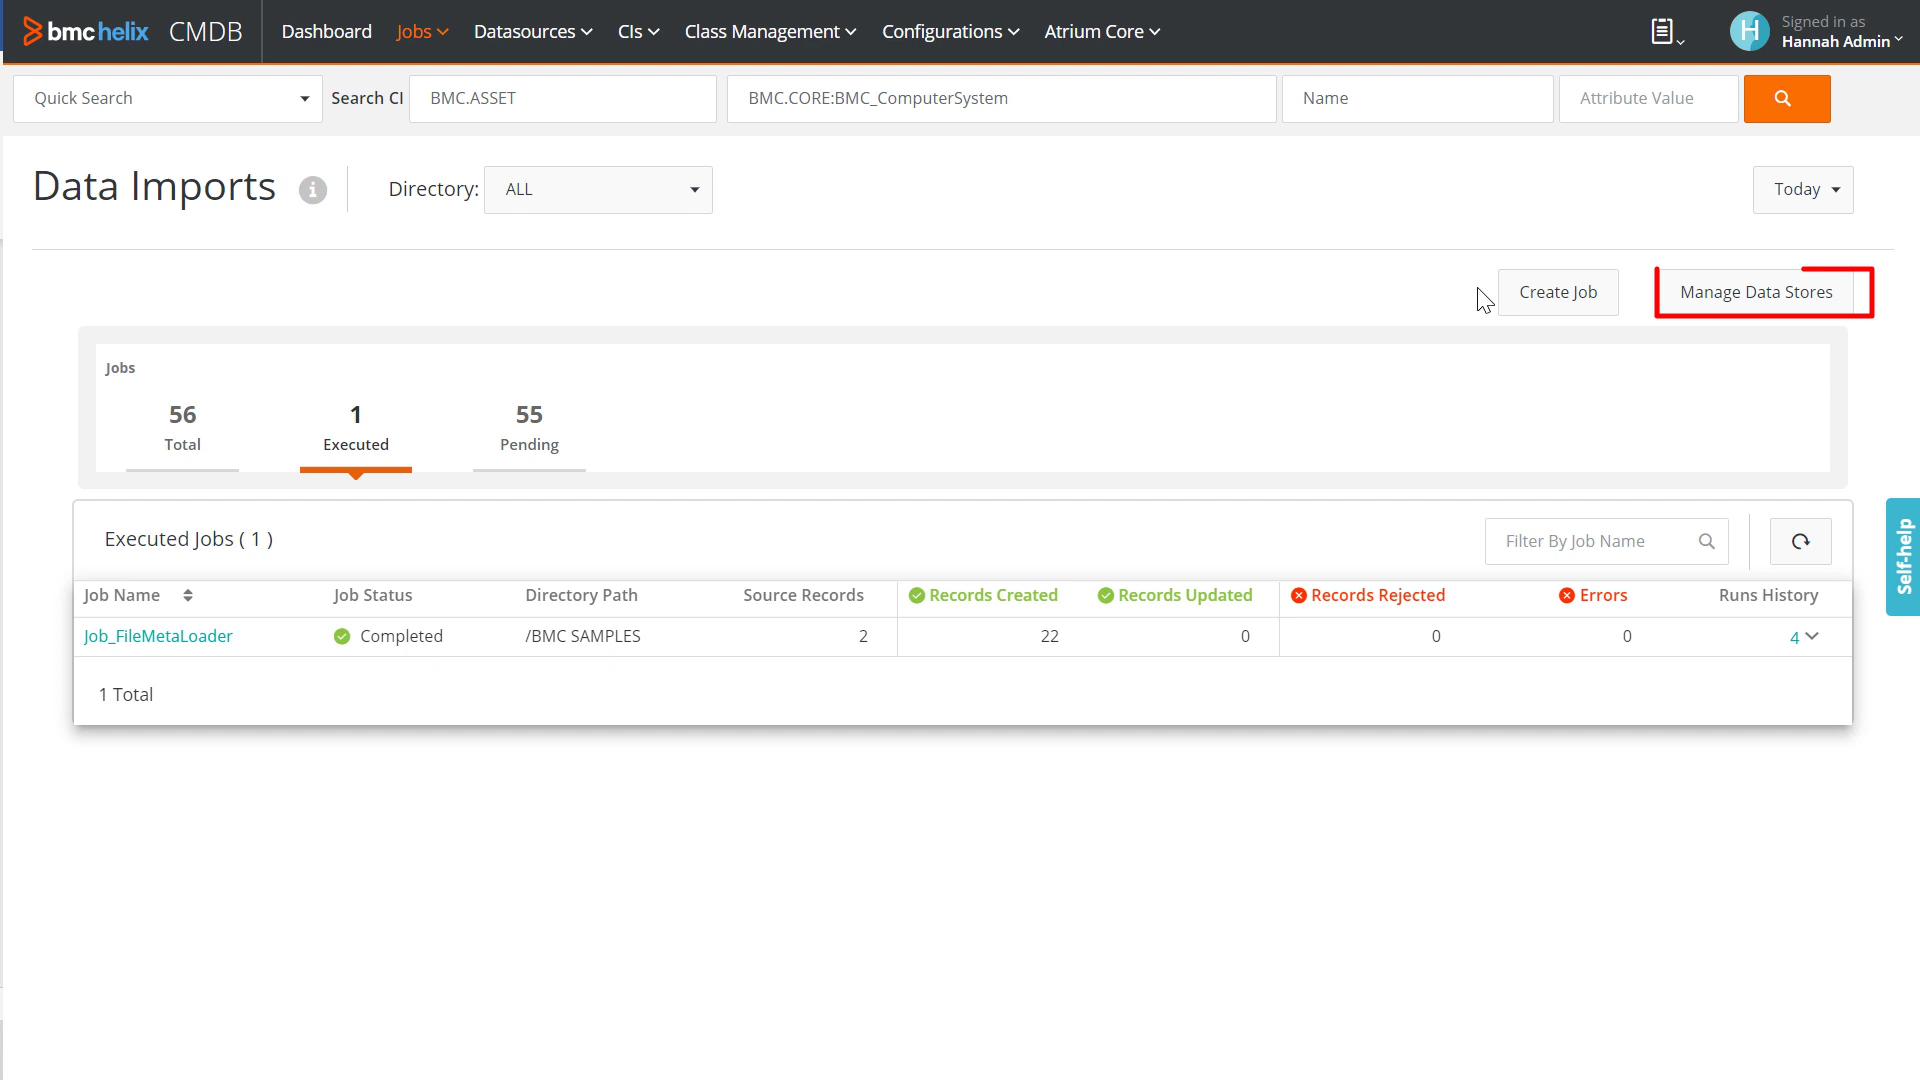 bmc helix CMDB Dashboard Jobs Datasources CIs Class Management Configurations Atrium Core H Signed in as
Hannah Admin
Quick Search Search CI BMC.ASSET BMC.CORE:BMC_ComputerSystem Name Attribute Value
Data Imports i Directory: ALL Today
Create Job Manage Data Stores
Jobs
56 1 55
Total Executed Pending
Executed Jobs ( 1 ) Filter By Job Name
Self-help
Job Name Job Status Directory Path Source Records Records Created Records Updated Records Rejected Errors Runs History
Job_FileMetaLoader Completed /BMC SAMPLES 2 22 0 0 0 4
1 Total